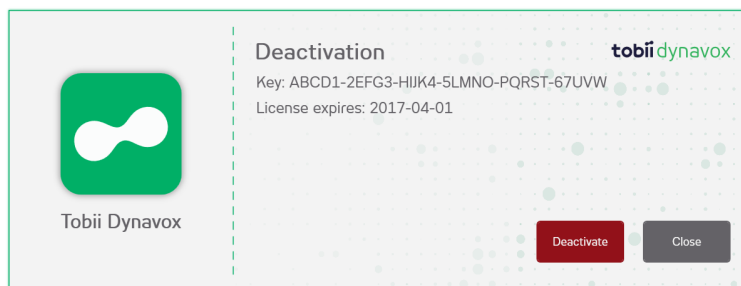 Deactivation
tobii dynavox
Key: ABCD1-2EFG3-HIJK4-5LMNO-PQRST-67UVW
License expires: 2017-04-01
Tobii Dynavox
Deactivate
Close